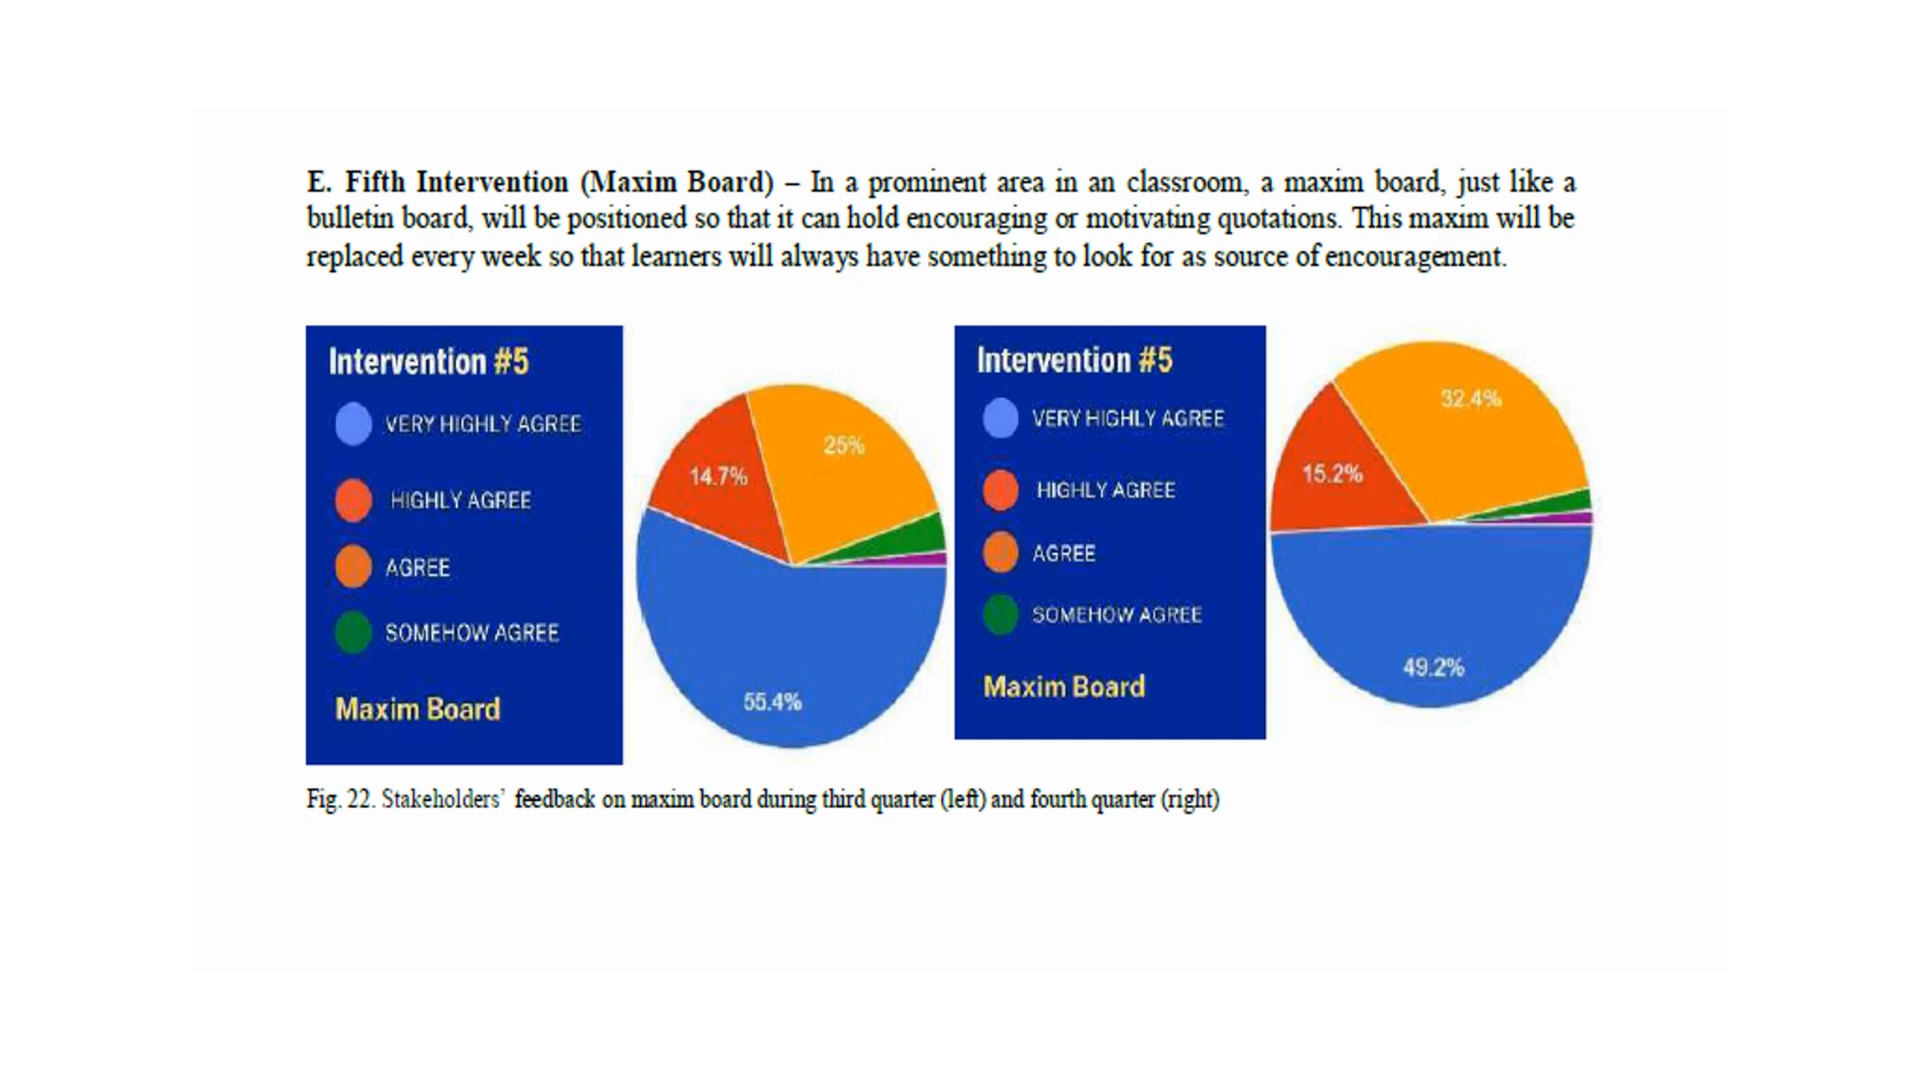 E. Fifth Intervention (Maxim Board) – In a prominent area in an classroom, a maxim board, just like a
bulletin board, will be positioned so that it can hold encouraging or motivating quotations. This maxim will be
replaced every week so that learners will always have something to look for as source of encouragement.
Intervention #5
VERY HIGHLY AGREE
HIGHLY AGREE
AGREE
SOMEHOW AGREE
Maxim Board
25%
14.7%
55.4%
Intervention #5
VERY HIGHLY AGREE
HIGHLY AGREE
AGREE
SOMEHOW AGREE
Maxim Board
32.4%
15.2%
49.2%
Fig. 22. Stakeholders’ feedback on maxim board during third quarter (left) and fourth quarter (right)